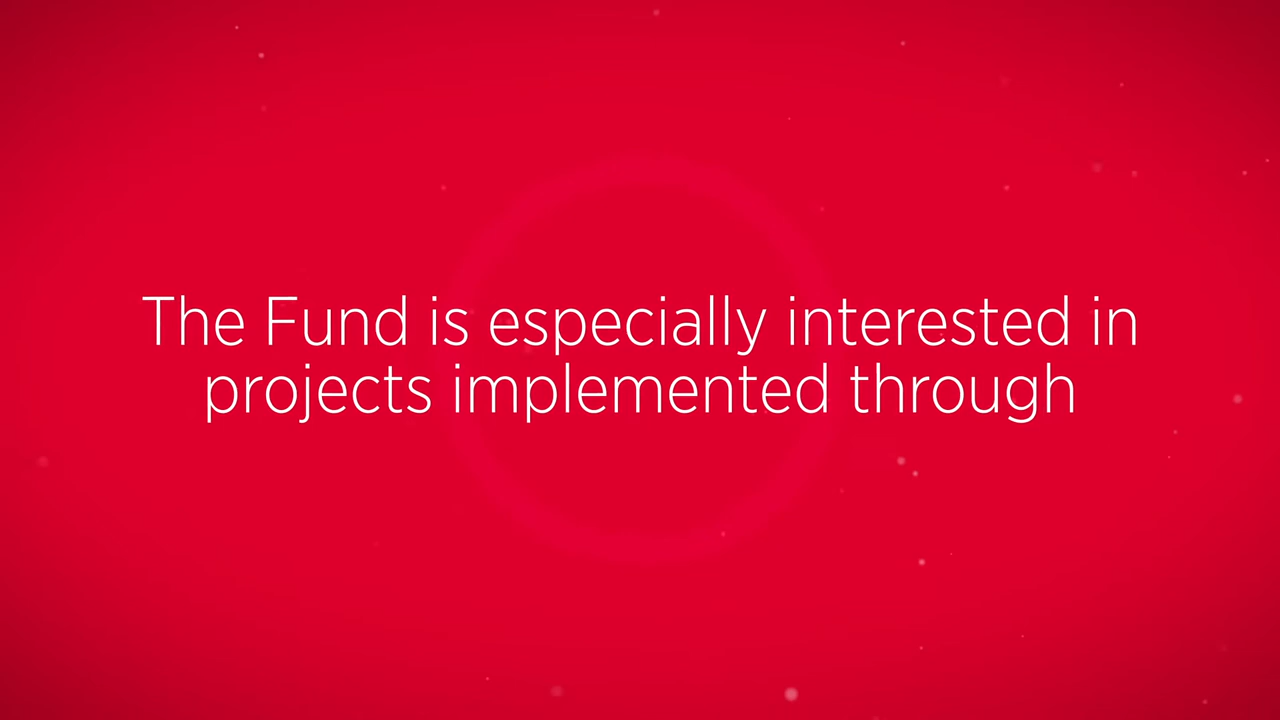 The Fund is especially interested in
projects implemented through